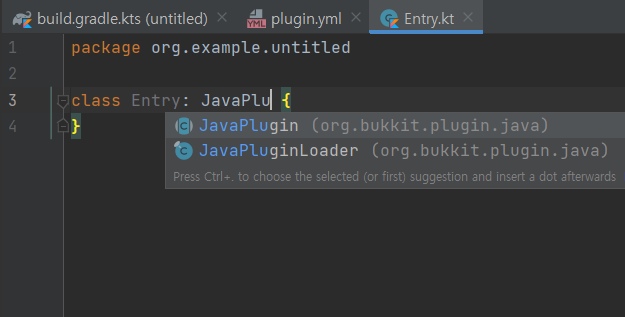 build.gradle.kts (untitled) plugin.yml Entry.kt
1 package org.example.untitled
2
3 class Entry: JavaPlu {
4 }
JavaPlugin (org.bukkit.plugin.java)
JavaPluginLoader (org.bukkit.plugin.java)
Press Ctrl+. to choose the selected (or first) suggestion and insert a dot afterwards